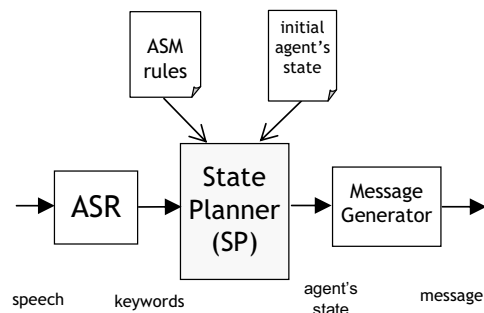 ASM
rules
initial
agent's
state
ASR
State
Planner
(SP)
Message
Generator
speech
keywords
agent's
state
message